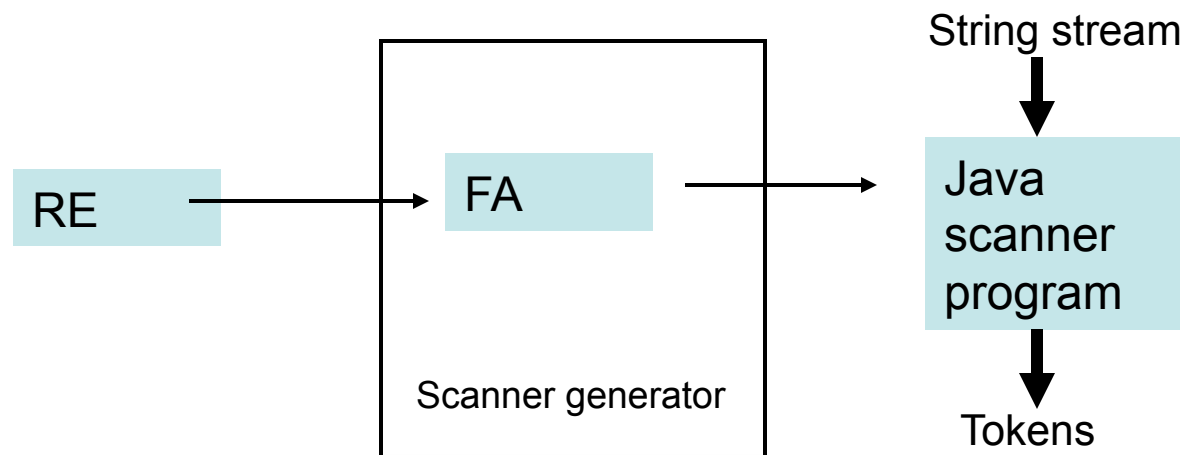 String stream
RE
FA
Java
scanner
program
Scanner generator
Tokens